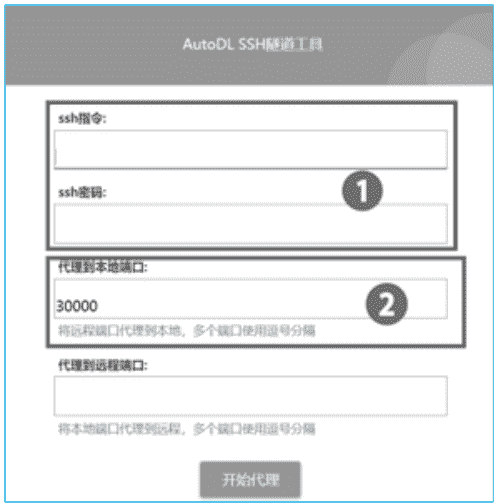 AutoDL SSH隧道工具
ssh指令:
ssh密码:
1
代理到本地端口:
30000
2
将远程端口代理到本地，多个端口使用逗号分隔
代理到远程端口:
将本地端口代理到远程，多个端口使用逗号分隔
开始代理